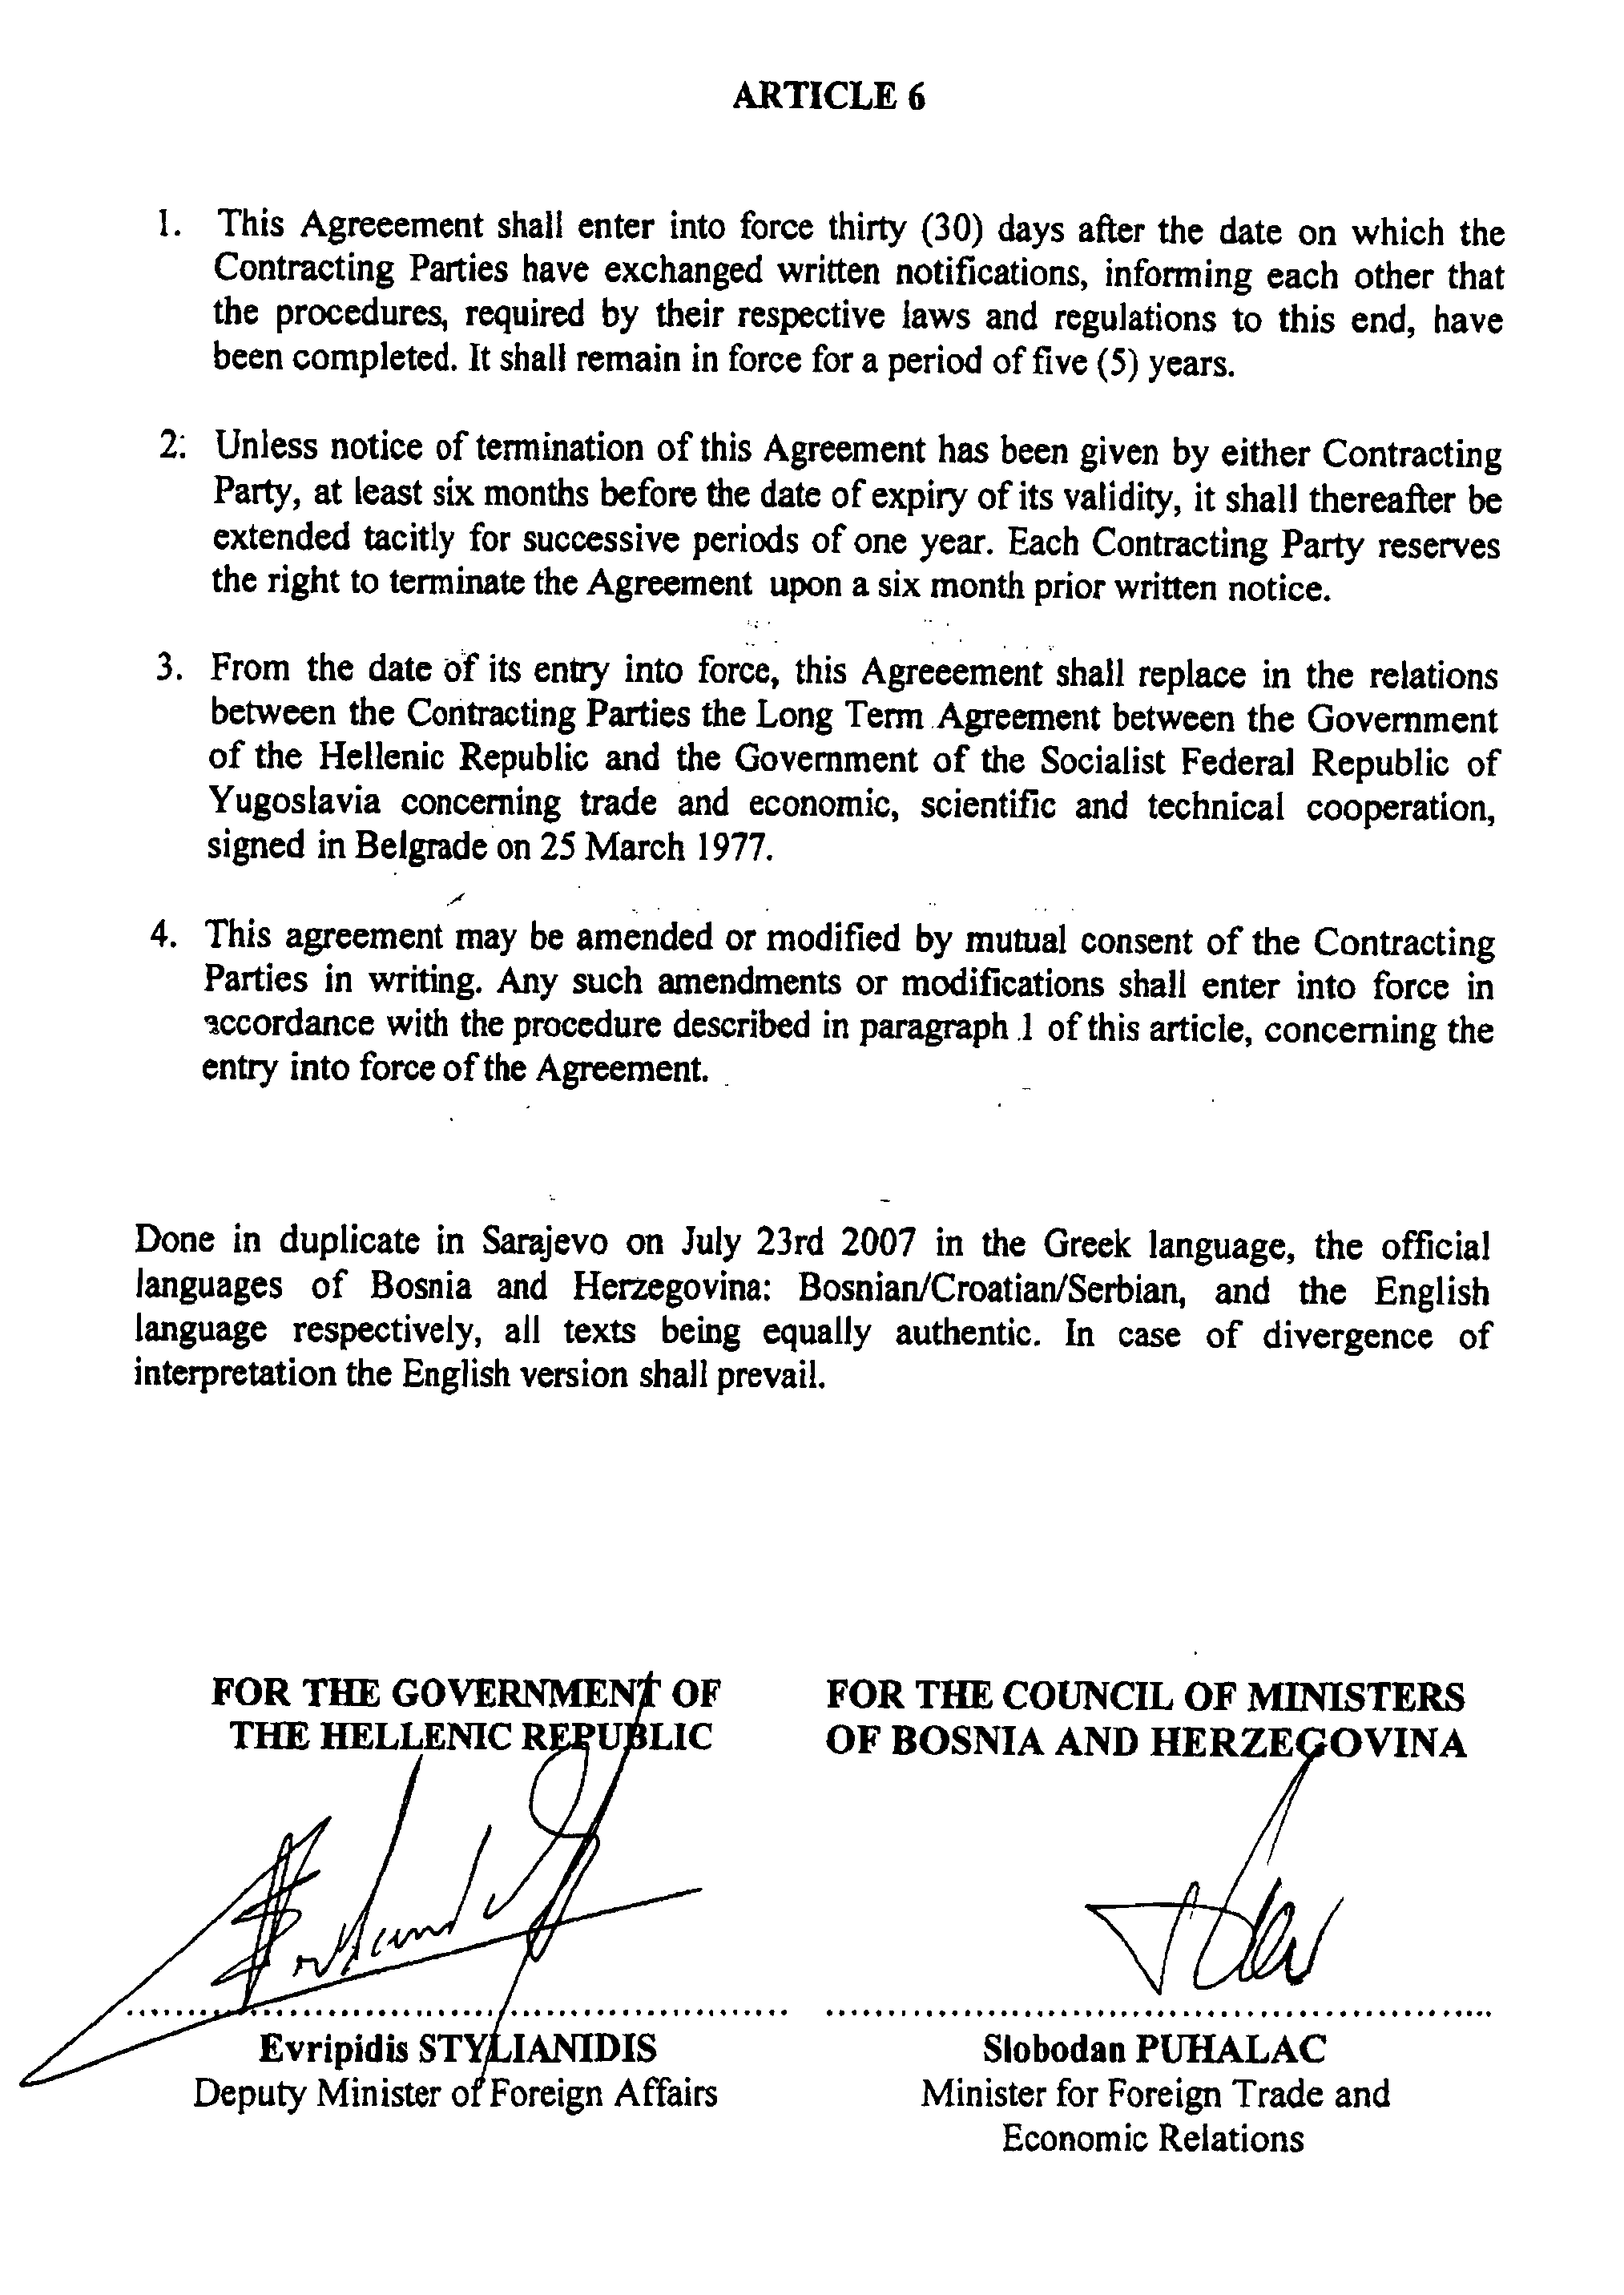 ARTICLE 6
1. This Agreeement shall enter into force thirty (30) days after the date on which the
Contracting Parties have exchanged written notifications, informing each other that
the procedures, required by their respective laws and regulations to this end, have
been completed. It shall remain in force for a period of five (5) years.
2. Unless notice of termination of this Agreement has been given by either Contracting
Party, at least six months before the date of expiry of its validity, it shall thereafter be
extended tacitly for successive periods of one year. Each Contracting Party reserves
the right to terminate the Agreement upon a six month prior written notice.
3. From the date of its entry into force, this Agreeement shall replace in the relations
between the Contracting Parties the Long Term Agreement between the Government
of the Hellenic Republic and the Government of the Socialist Federal Republic of
Yugoslavia concerning trade and economic, scientific and technical cooperation,
signed in Belgrade on 25 March 1977.
4. This agreement may be amended or modified by mutual consent of the Contracting
Parties in writing. Any such amendments or modifications shall enter into force in
accordance with the procedure described in paragraph 1 of this article, concerning the
entry into force of the Agreement.
Done in duplicate in Sarajevo on July 23rd 2007 in the Greek language, the official
languages of Bosnia and Herzegovina: Bosnian/Croatian/Serbian, and the English
language respectively, all texts being equally authentic. In case of divergence of
interpretation the English version shall prevail.
FOR THE GOVERNMENT OF
THE HELLENIC REPUBLIC
Evripidis STYLIANIDIS
Deputy Minister of Foreign Affairs
FOR THE COUNCIL OF MINISTERS
OF BOSNIA AND HERZEGOVINA
Slobodan PUHALAC
Minister for Foreign Trade and
Economic Relations